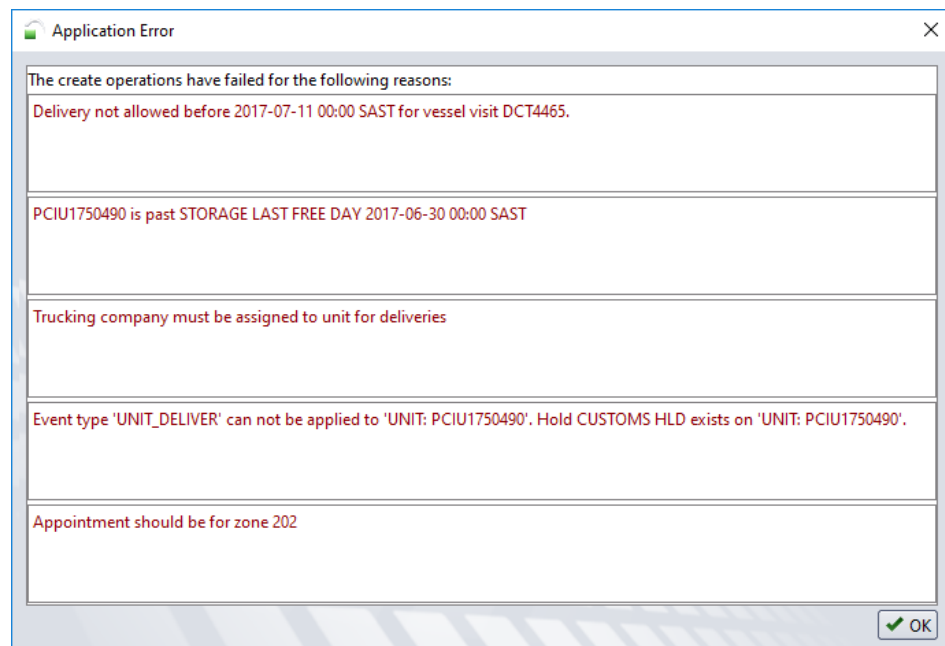 Application Error
The create operations have failed for the following reasons:
Delivery not allowed before 2017-07-11 00:00 SAST for vessel visit DCT4465.
PCIU1750490 is past STORAGE LAST FREE DAY 2017-06-30 00:00 SAST
Trucking company must be assigned to unit for deliveries
Event type 'UNIT_DELIVER' can not be applied to 'UNIT: PCIU1750490'. Hold CUSTOMS HLD exists on 'UNIT: PCIU1750490'.
Appointment should be for zone 202
OK